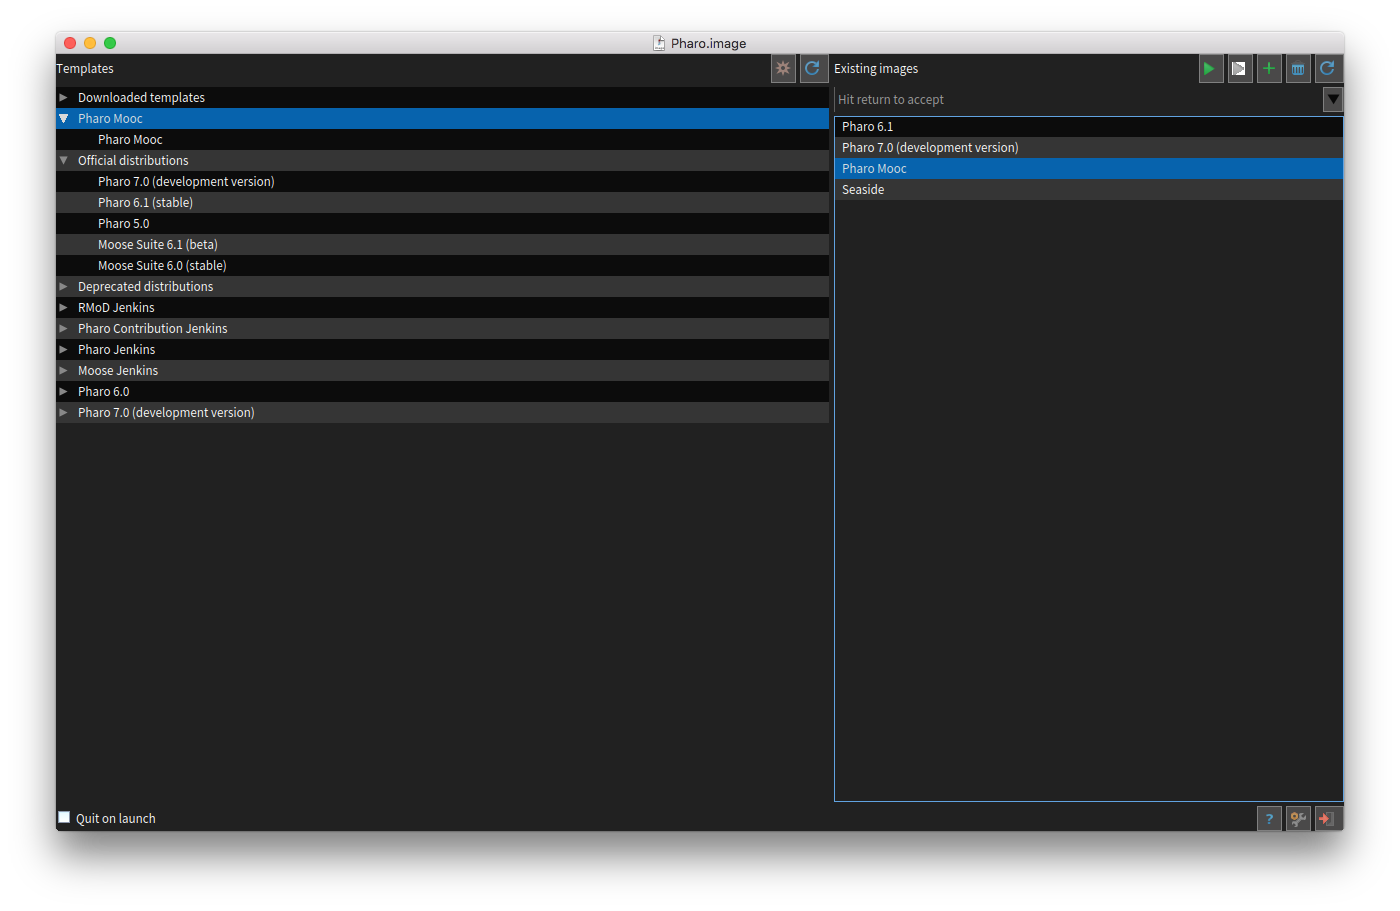 Pharo.image
Templates
Downloaded templates
Pharo Mooc
Pharo Mooc
Official distributions
Pharo 7.0 (development version)
Pharo 6.1 (stable)
Pharo 5.0
Moose Suite 6.1 (beta)
Moose Suite 6.0 (stable)
Deprecated distributions
RMoD Jenkins
Pharo Contribution Jenkins
Pharo Jenkins
Moose Jenkins
Pharo 6.0
Pharo 7.0 (development version)
Existing images
Hit return to accept
Pharo 6.1
Pharo 7.0 (development version)
Pharo Mooc
Seaside
Quit on launch
?